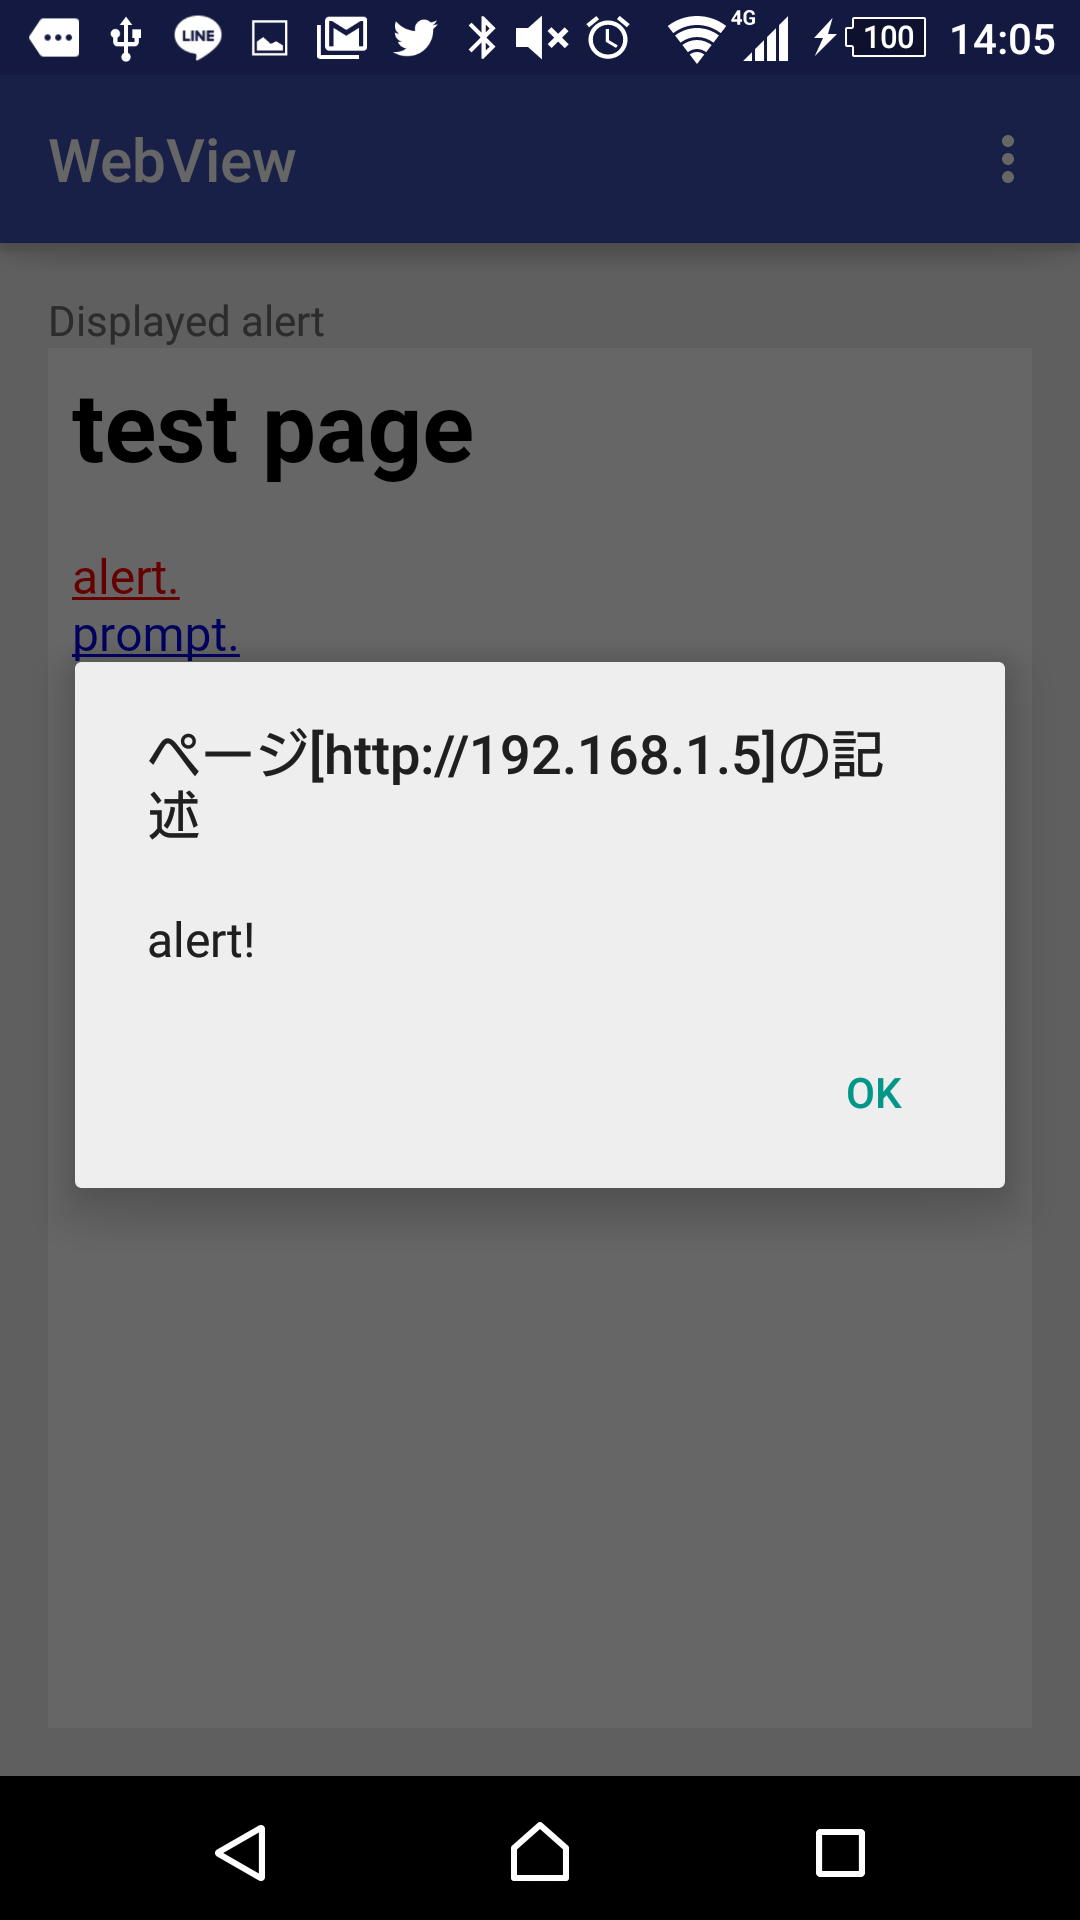 LINE
4G
100
14:05
WebView
Displayed alert
test page
alert.
prompt.
ページ[http://192.168.1.5]の記
述
alert!
OK